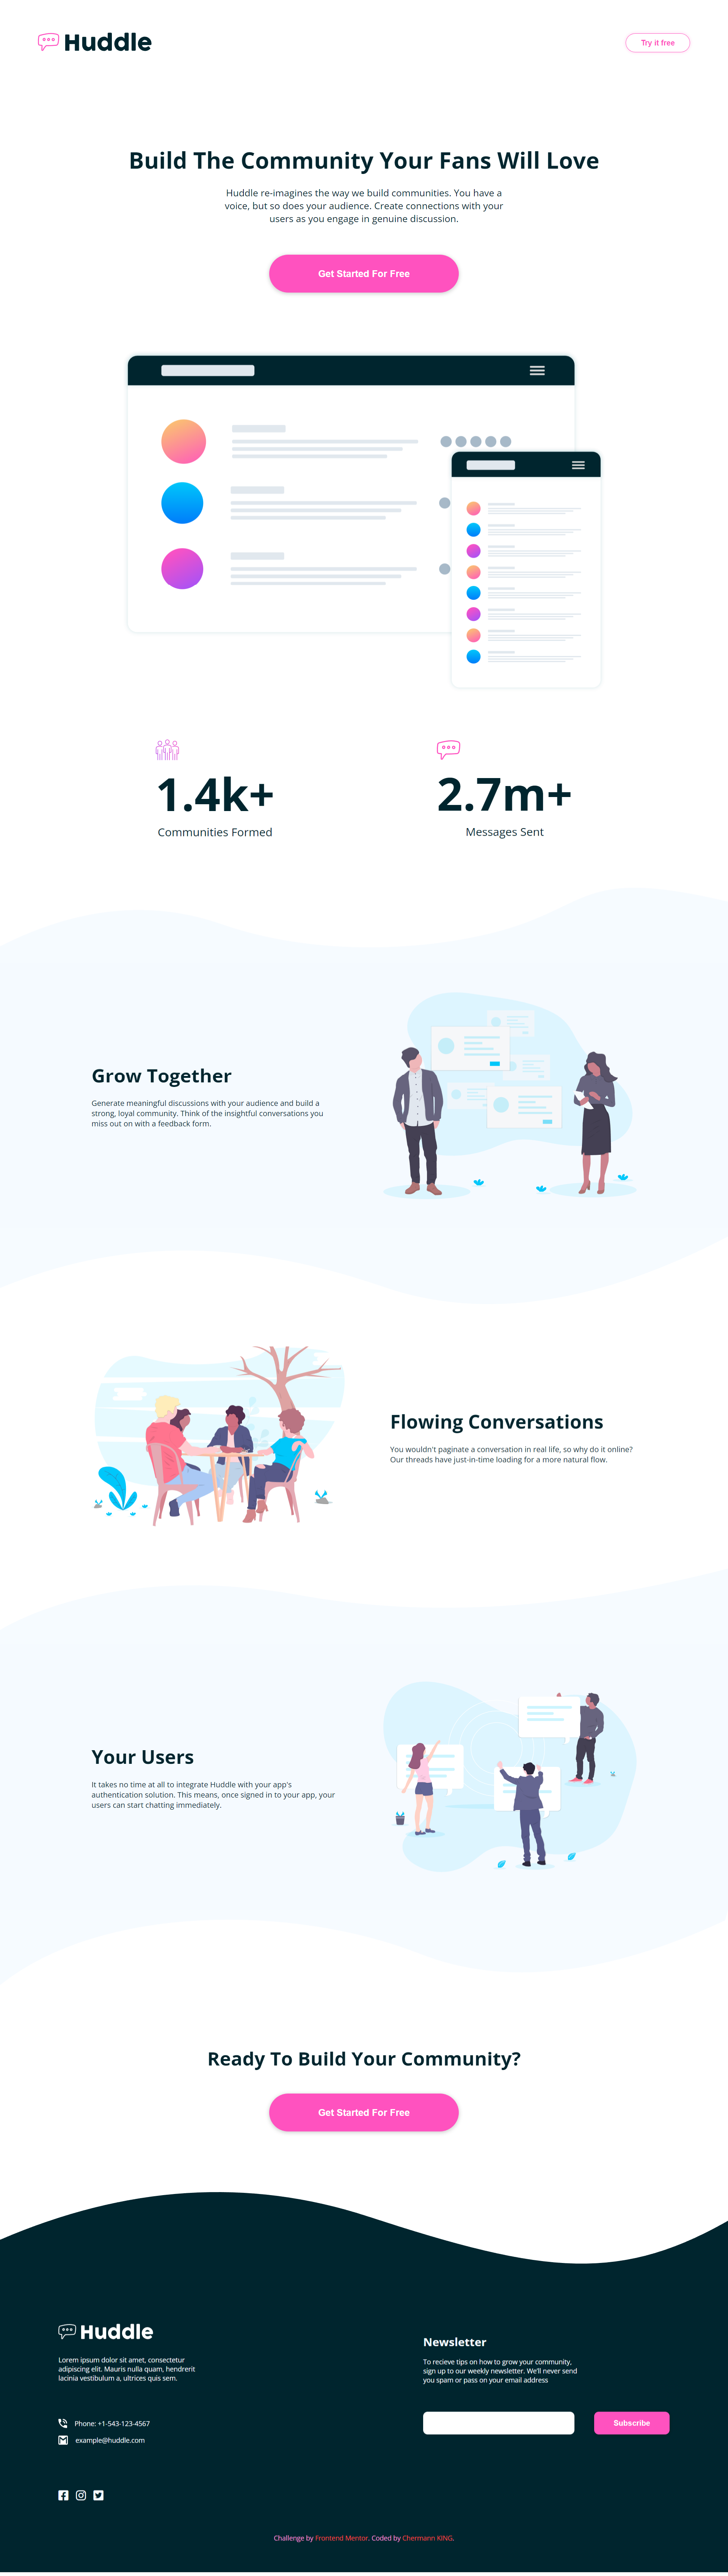 Huddle
Try it free
Build The Community Your Fans Will Love
Huddle re-imagines the way we build communities. You have a
voice, but so does your audience. Create connections with your
users as you engage in genuine discussion.
Get Started For Free
1.4k+
Communities Formed
2.7m+
Messages Sent
Grow Together
Generate meaningful discussions with your audience and build a
strong, loyal community. Think of the insightful conversations you
miss out on with a feedback form.
Flowing Conversations
You wouldn't paginate a conversation in real life, so why do it online?
Our threads have just-in-time loading for a more natural flow.
Your Users
It takes no time at all to integrate Huddle with your app's
authentication solution. This means, once signed in to your app, your
users can start chatting immediately.
Ready To Build Your Community?
Get Started For Free
Huddle
Lorem ipsum dolor sit amet, consectetur
adipiscing elit. Mauris nulla quam, hendrerit
lacinia vestibulum a, ultrices quis sem.
Phone: +1-543-123-4567
example@huddle.com
Newsletter
To recieve tips on how to grow your community,
sign up to our weekly newsletter. We'll never send
you spam or pass on your email address
Subscribe
Challenge by Frontend Mentor. Coded by Chermann KING.